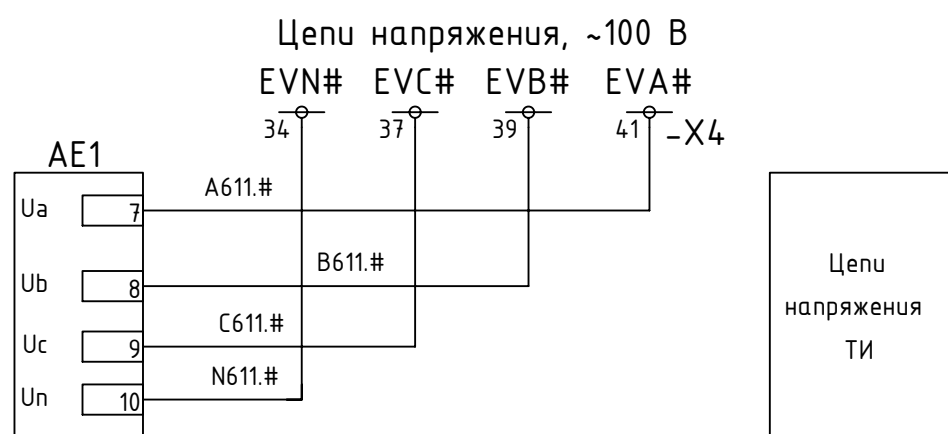 Цепи напряжения, ~100 В
EVN# EVC# EVB# EVA#
34 37 39 41 -X4
AE1
A611.#
Ua 7
B611.#
Ub 8
C611.#
Uc 9
N611.#
Un 10
Цепи
напряжения
ТИ